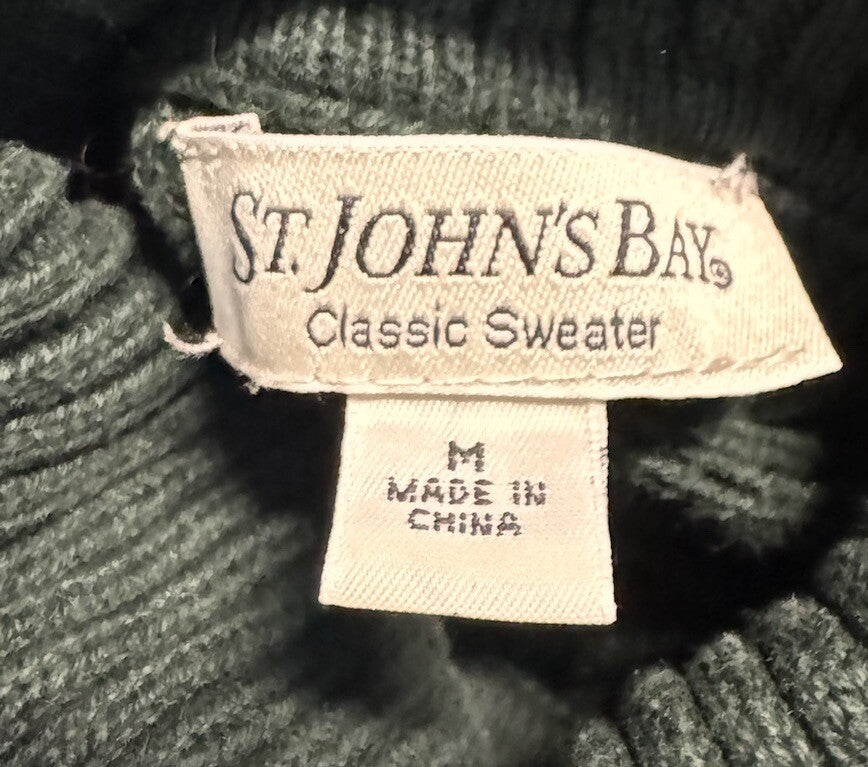 ST. JOHN'S BAY®
Classic Sweater
M
MADE IN
CHINA